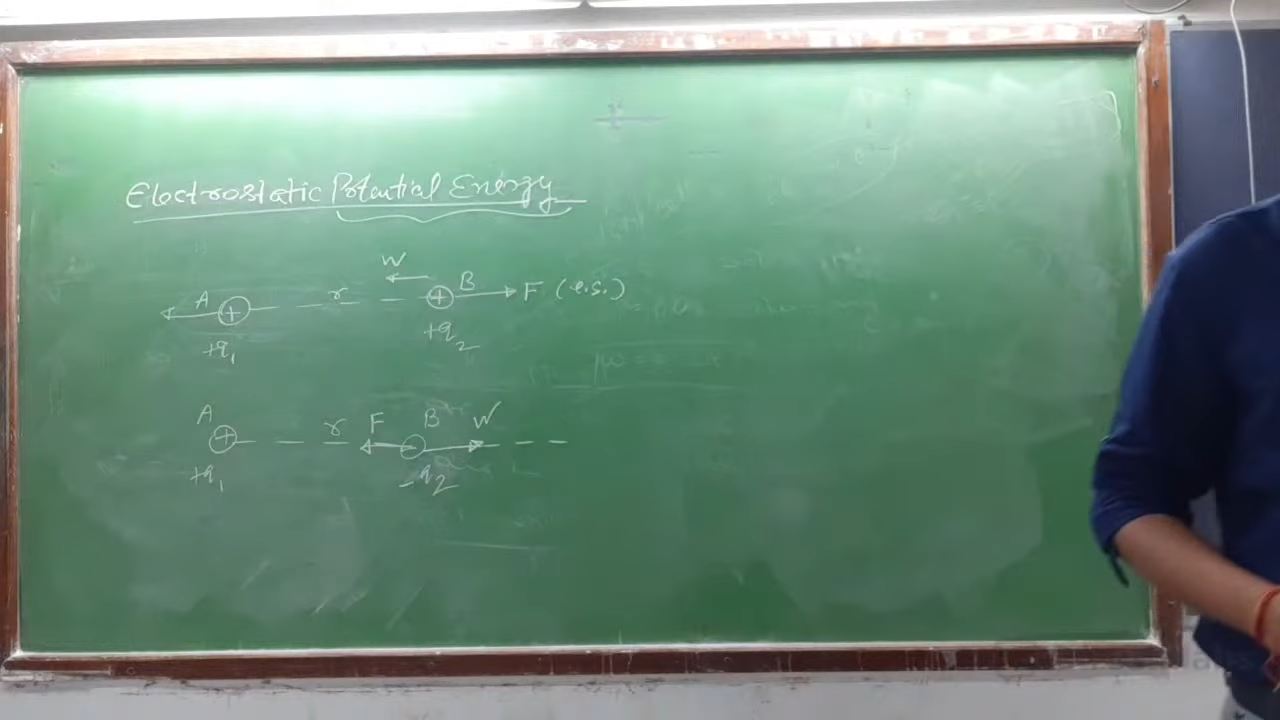 Electrostatic Potential Energy
W
A + r + B F (e.s.)
+q₁ +q₂
A + r F B W
+q₁ -q₂